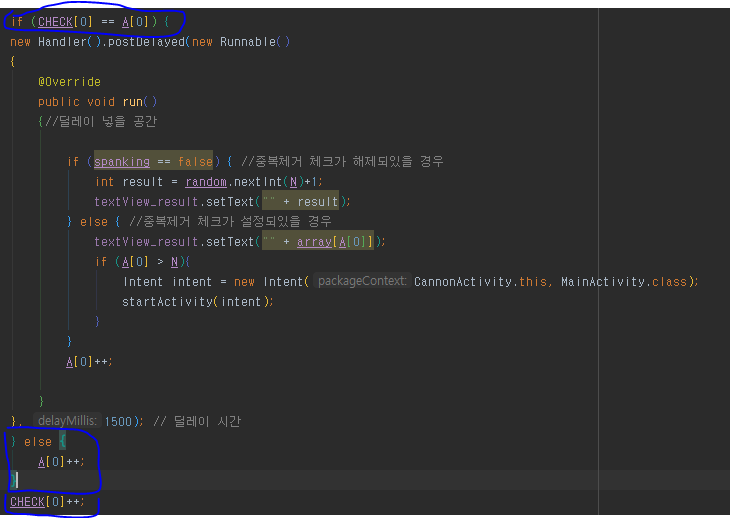 if (CHECK[0] == A[0]) {
new Handler().postDelayed(new Runnable()
{
@Override
public void run()
{//딜레이 넣을 공간
if (spanking == false) { //중복체거 체크가 해제되있을 경우
int result = random.nextInt(N)+1;
textView_result.setText("" + result);
} else { //중복제거 체크가 설정되있을 경우
textView_result.setText("" + array[A[0]]);
if (A[0] > N){
Intent intent = new Intent( packageContext: CannonActivity.this, MainActivity.class);
startActivity(intent);
}
}
A[0]++;
}
}, delayMillis: 1500); // 딜레이 시간
} else {
A[0]++;
}
CHECK[0]++;